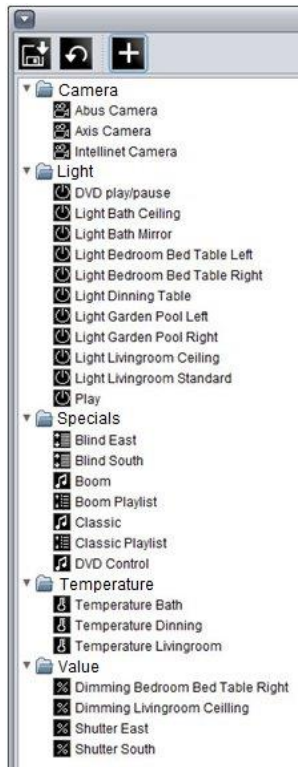 Camera
Abus Camera
Axis Camera
Intellinet Camera
Light
DVD play/pause
Light Bath Ceiling
Light Bath Mirror
Light Bedroom Bed Table Left
Light Bedroom Bed Table Right
Light Dinning Table
Light Garden Pool Left
Light Garden Pool Right
Light Livingroom Ceiling
Light Livingroom Standard
Play
Specials
Blind East
Blind South
Boom
Boom Playlist
Classic
Classic Playlist
DVD Control
Temperature
Temperature Bath
Temperature Dinning
Temperature Livingroom
Value
Dimming Bedroom Bed Table Right
Dimming Livingroom Ceilling
Shutter East
Shutter South